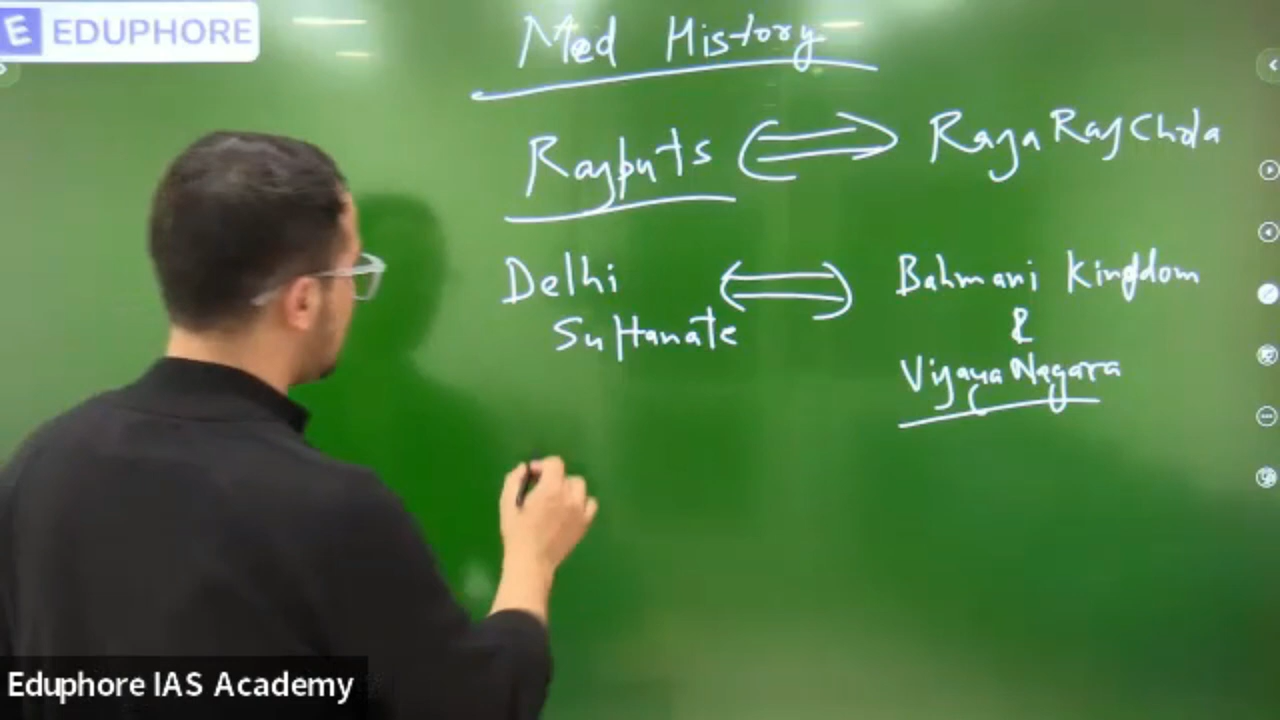 E EDUPHORE
Med History
Rajputs Raja Raj Chola
Delhi Bahmani Kingdom
Sultanate &
Vijaya Nagara
Eduphore IAS Academy